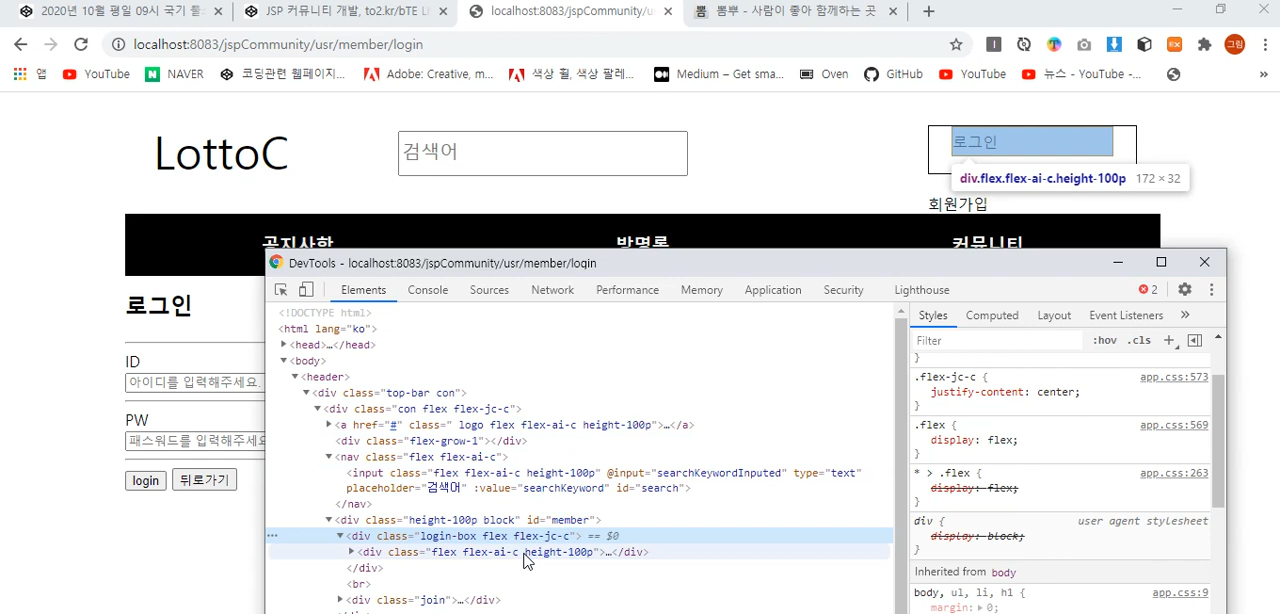 2020년 10월 평일 09시 국기
JSP 커뮤니티 개발, to2.kr/bTE
localhost:8083/jspCommunity/u
뽐뿌 - 사람이 좋아 함께하는 곳
localhost:8083/jspCommunity/usr/member/login
그림
앱
YouTube
NAVER
코딩관련 웹페이지...
Adobe: Creative, m...
색상 휠, 색상 팔레...
Medium – Get sma...
Oven
GitHub
YouTube
뉴스 - YouTube -...
LottoC
검색어
로그인
div.flex.flex-ai-c.height-100p 172 × 32
회원가입
공지사항
방명록
커뮤니티
로그인
ID
아이디를 입력해주세요.
PW
패스워드를 입력해주세
login
뒤로가기
DevTools - localhost:8083/jspCommunity/usr/member/login
Elements Console Sources Network Performance Memory Application Security Lighthouse 2
<!DOCTYPE html>
<html lang="ko">
<head>…</head>
<body>
<header>
<div class="top-bar con">
<div class="con flex flex-jc-c">
<a href="#" class=" logo flex flex-ai-c height-100p">…</a>
<div class="flex-grow-1"></div>
<nav class="flex flex-ai-c">
<input class="flex flex-ai-c height-100p" @input="searchKeywordInputed" type="text"
placeholder="검색어" :value="searchKeyword" id="search">
</nav>
<div class="height-100p block" id="member">
<div class="login-box flex flex-jc-c"> == $0
<div class="flex flex-ai-c height-100p">…</div>
</div>
<br>
<div class="join">…</div>
Styles Computed Layout Event Listeners
Filter
:hov .cls
}
.flex-jc-c { app.css:573
justify-content: center;
}
.flex { app.css:569
display: flex;
}
* > .flex { app.css:263
display: flex;
}
div { user agent stylesheet
display: block;
}
Inherited from body
body, ul, li, h1 { app.css:9
margin: 0;